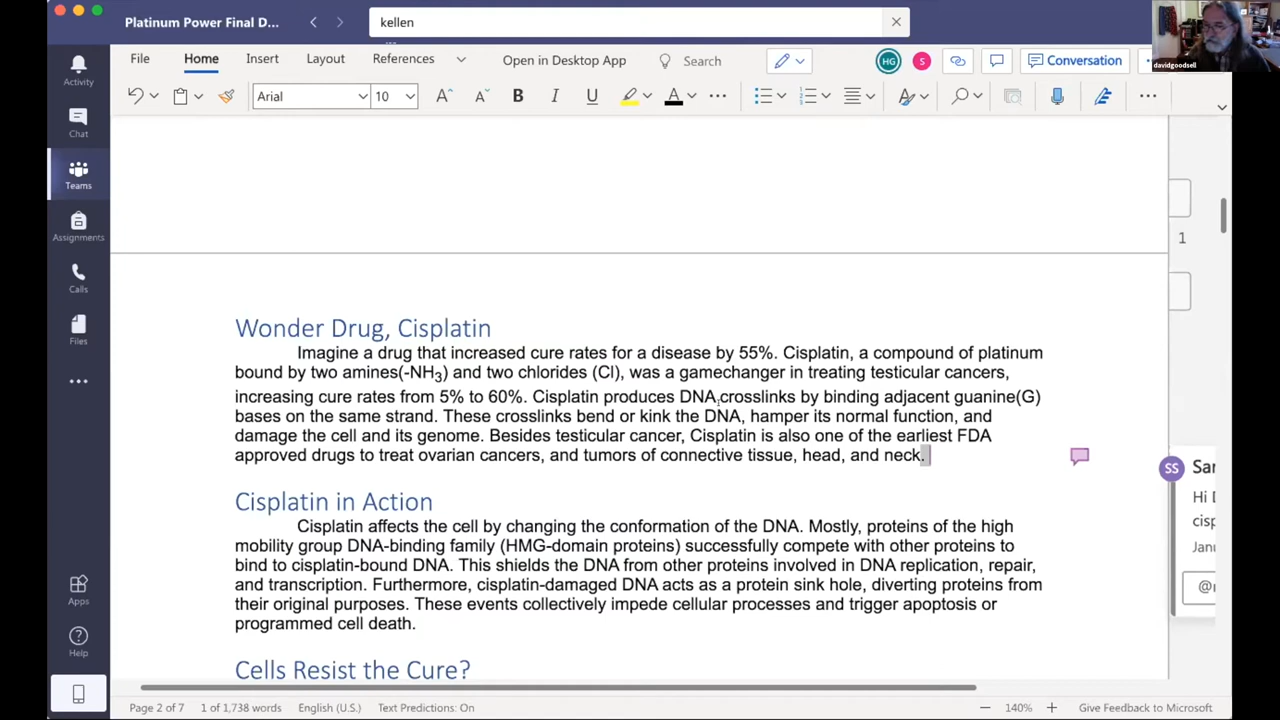 Platinum Power Final D...
kellen
davidgoodsell
File
Home
Insert
Layout
References
Open in Desktop App
Search
HG
S
Conversation
Arial
10
B
I
U
A
Activity
Chat
Teams
Assignments
Calls
Files
Apps
Help
1
Wonder Drug, Cisplatin
Imagine a drug that increased cure rates for a disease by 55%. Cisplatin, a compound of platinum
bound by two amines(-NH3) and two chlorides (Cl), was a gamechanger in treating testicular cancers,
increasing cure rates from 5% to 60%. Cisplatin produces DNA crosslinks by binding adjacent guanine(G)
bases on the same strand. These crosslinks bend or kink the DNA, hamper its normal function, and
damage the cell and its genome. Besides testicular cancer, Cisplatin is also one of the earliest FDA
approved drugs to treat ovarian cancers, and tumors of connective tissue, head, and neck.
Cisplatin in Action
Cisplatin affects the cell by changing the conformation of the DNA. Mostly, proteins of the high
mobility group DNA-binding family (HMG-domain proteins) successfully compete with other proteins to
bind to cisplatin-bound DNA. This shields the DNA from other proteins involved in DNA replication, repair,
and transcription. Furthermore, cisplatin-damaged DNA acts as a protein sink hole, diverting proteins from
their original purposes. These events collectively impede cellular processes and trigger apoptosis or
programmed cell death.
Cells Resist the Cure?
SS
Hi
Page 2 of 7
1 of 1,738 words
English (U.S.)
Text Predictions: On
140%
Give Feedback to Microsoft